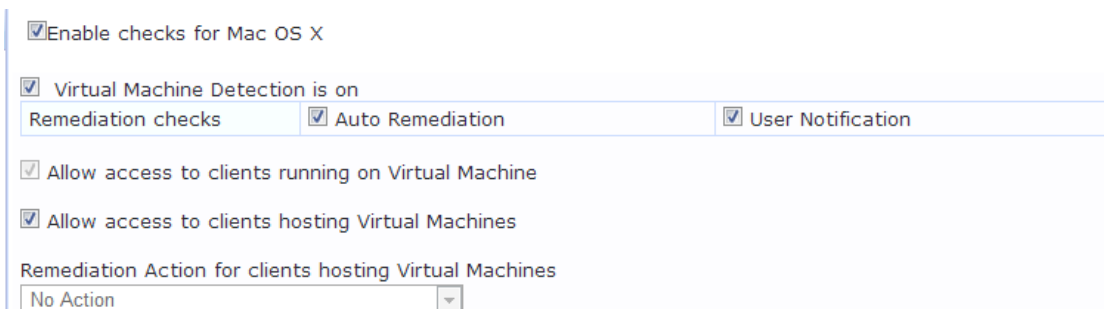 Enable checks for Mac OS X
Virtual Machine Detection is on
Remediation checks Auto Remediation User Notification
Allow access to clients running on Virtual Machine
Allow access to clients hosting Virtual Machines
Remediation Action for clients hosting Virtual Machines
No Action